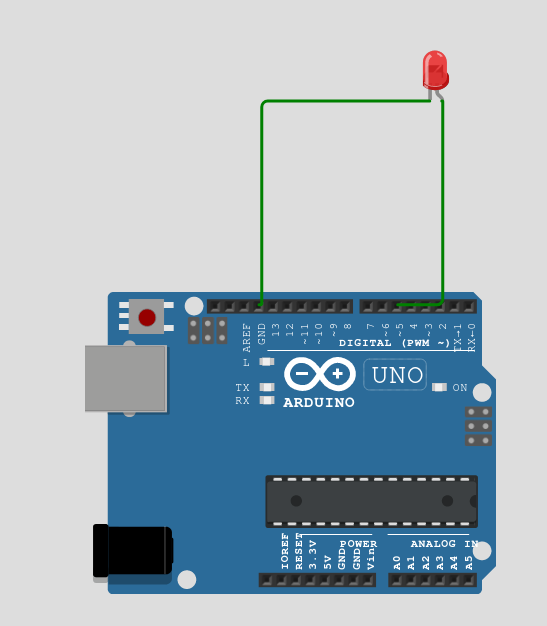 AREF
GND
13
12
~11
~10
~9
8
7
~6
~5
4
~3
2
TX→1
RX←0
DIGITAL (PWM ~)
L
TX
RX
ARDUINO
UNO
ON
IOREF
RESET
3.3V
5V
GND
GND
Vin
POWER
ANALOG IN
A0
A1
A2
A3
A4
A5